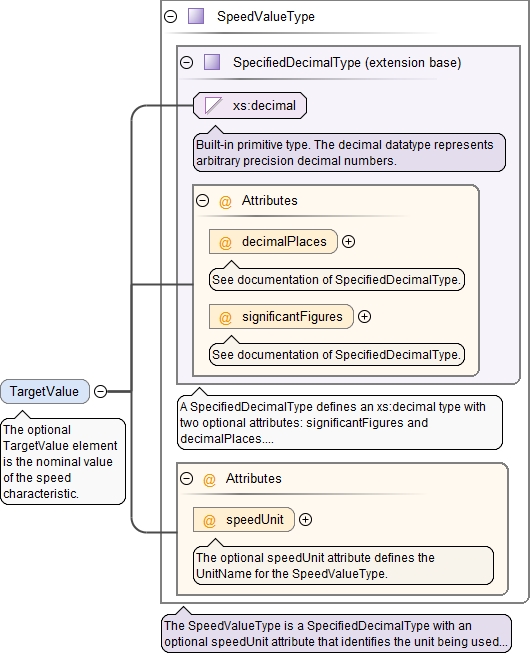 SpeedValueType
SpecifiedDecimalType (extension base)
xs:decimal
Built-in primitive type. The decimal datatype represents
arbitrary precision decimal numbers.
@ Attributes
@ decimalPlaces
See documentation of SpecifiedDecimalType.
@ significantFigures
See documentation of SpecifiedDecimalType.
TargetValue
The optional
TargetValue element
is the nominal value
of the speed
characteristic.
A SpecifiedDecimalType defines an xs:decimal type with
two optional attributes: significantFigures and
decimalPlaces....
@ Attributes
@ speedUnit
The optional speedUnit attribute defines the
UnitName for the SpeedValueType.
The SpeedValueType is a SpecifiedDecimalType with an
optional speedUnit attribute that identifies the unit being used...